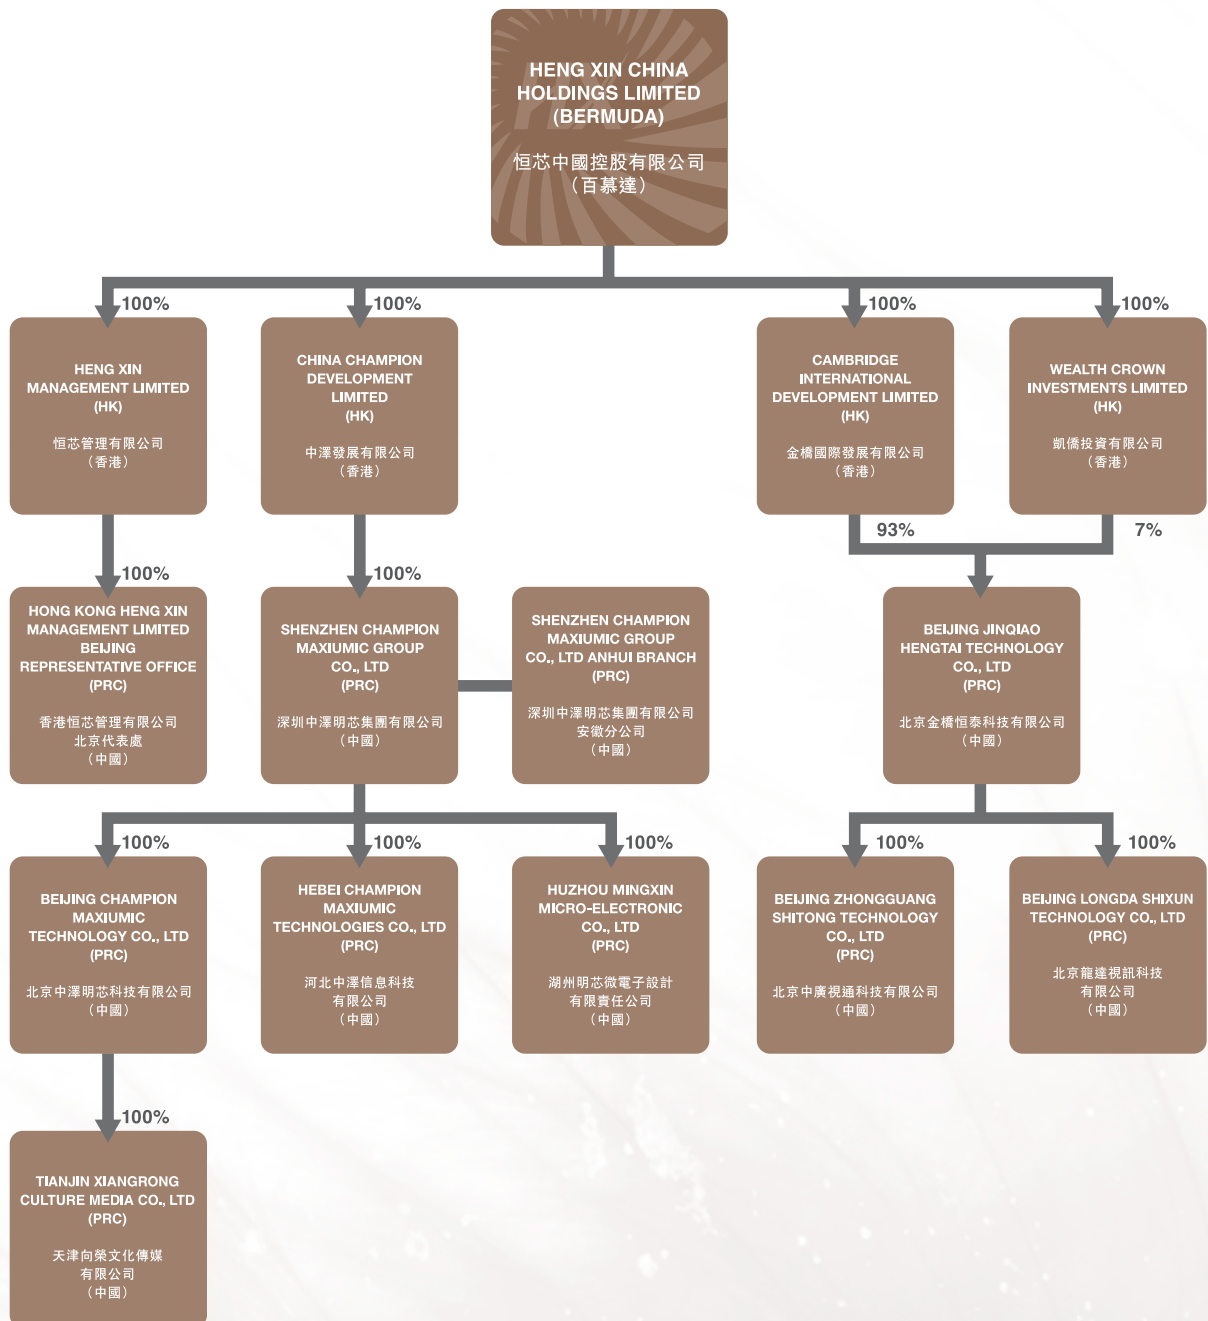 HENG XIN CHINA
HOLDINGS LIMITED
(BERMUDA)
恒芯中國控股有限公司
（百慕達）
100%
100%
100%
100%
HENG XIN
MANAGEMENT LIMITED
(HK)
恒芯管理有限公司
（香港）
CHINA CHAMPION
DEVELOPMENT
LIMITED
(HK)
中澤發展有限公司
（香港）
CAMBRIDGE
INTERNATIONAL
DEVELOPMENT LIMITED
(HK)
金橋國際發展有限公司
（香港）
WEALTH CROWN
INVESTMENTS LIMITED
(HK)
凱僑投資有限公司
（香港）
93%
7%
100%
100%
HONG KONG HENG XIN
MANAGEMENT LIMITED
BEIJING
REPRESENTATIVE OFFICE
(PRC)
香港恒芯管理有限公司
北京代表處
（中國）
SHENZHEN CHAMPION
MAXIUMIC GROUP
CO., LTD
(PRC)
深圳中澤明芯集團有限公司
（中國）
SHENZHEN CHAMPION
MAXIUMIC GROUP
CO., LTD ANHUI BRANCH
(PRC)
深圳中澤明芯集團有限公司
安徽分公司
（中國）
BEIJING JINQIAO
HENGTAI TECHNOLOGY
CO., LTD
(PRC)
北京金橋恒泰科技有限公司
（中國）
100%
100%
100%
100%
100%
BEIJING CHAMPION
MAXIUMIC
TECHNOLOGY CO., LTD
(PRC)
北京中澤明芯科技有限公司
（中國）
HEBEI CHAMPION
MAXIUMIC
TECHNOLOGIES CO., LTD
(PRC)
河北中澤信息科技
有限公司
（中國）
HUZHOU MINGXIN
MICRO-ELECTRONIC
CO., LTD
(PRC)
湖州明芯微電子設計
有限責任公司
（中國）
BEIJING ZHONGGUANG
SHITONG TECHNOLOGY
CO., LTD
(PRC)
北京中廣視通科技有限公司
（中國）
BEIJING LONGDA SHIXUN
TECHNOLOGY CO., LTD
(PRC)
北京龍達視訊科技
有限公司
（中國）
100%
TIANJIN XIANGRONG
CULTURE MEDIA CO., LTD
(PRC)
天津向榮文化傳媒
有限公司
（中國）